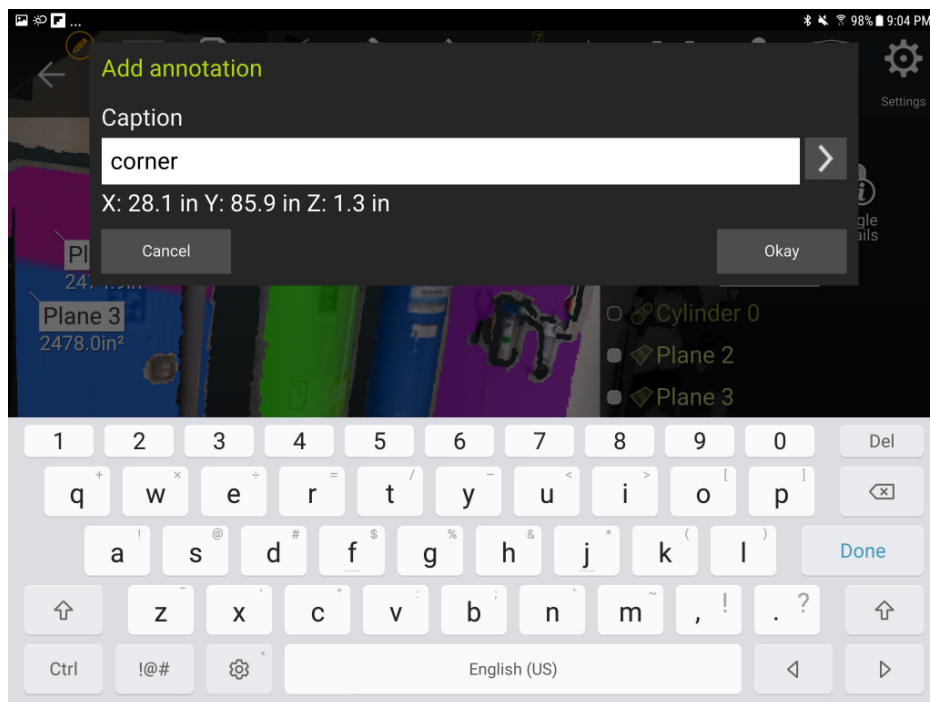 ... 98% 9:04 PM
Add annotation
Settings
Caption
corner
X: 28.1 in Y: 85.9 in Z: 1.3 in
Cancel
Okay
Plane 3
2478.0in²
Cylinder 0
Plane 2
Plane 3
1 2 3 4 5 6 7 8 9 0 Del
+ × ÷ = / − < > [ ]
q w e r t y u i o p
! @ # $ % & * ( )
a s d f g h j k l Done
- ' " : ; ` ~ ! ?
z x c v b n m , .
Ctrl !@# English (US)